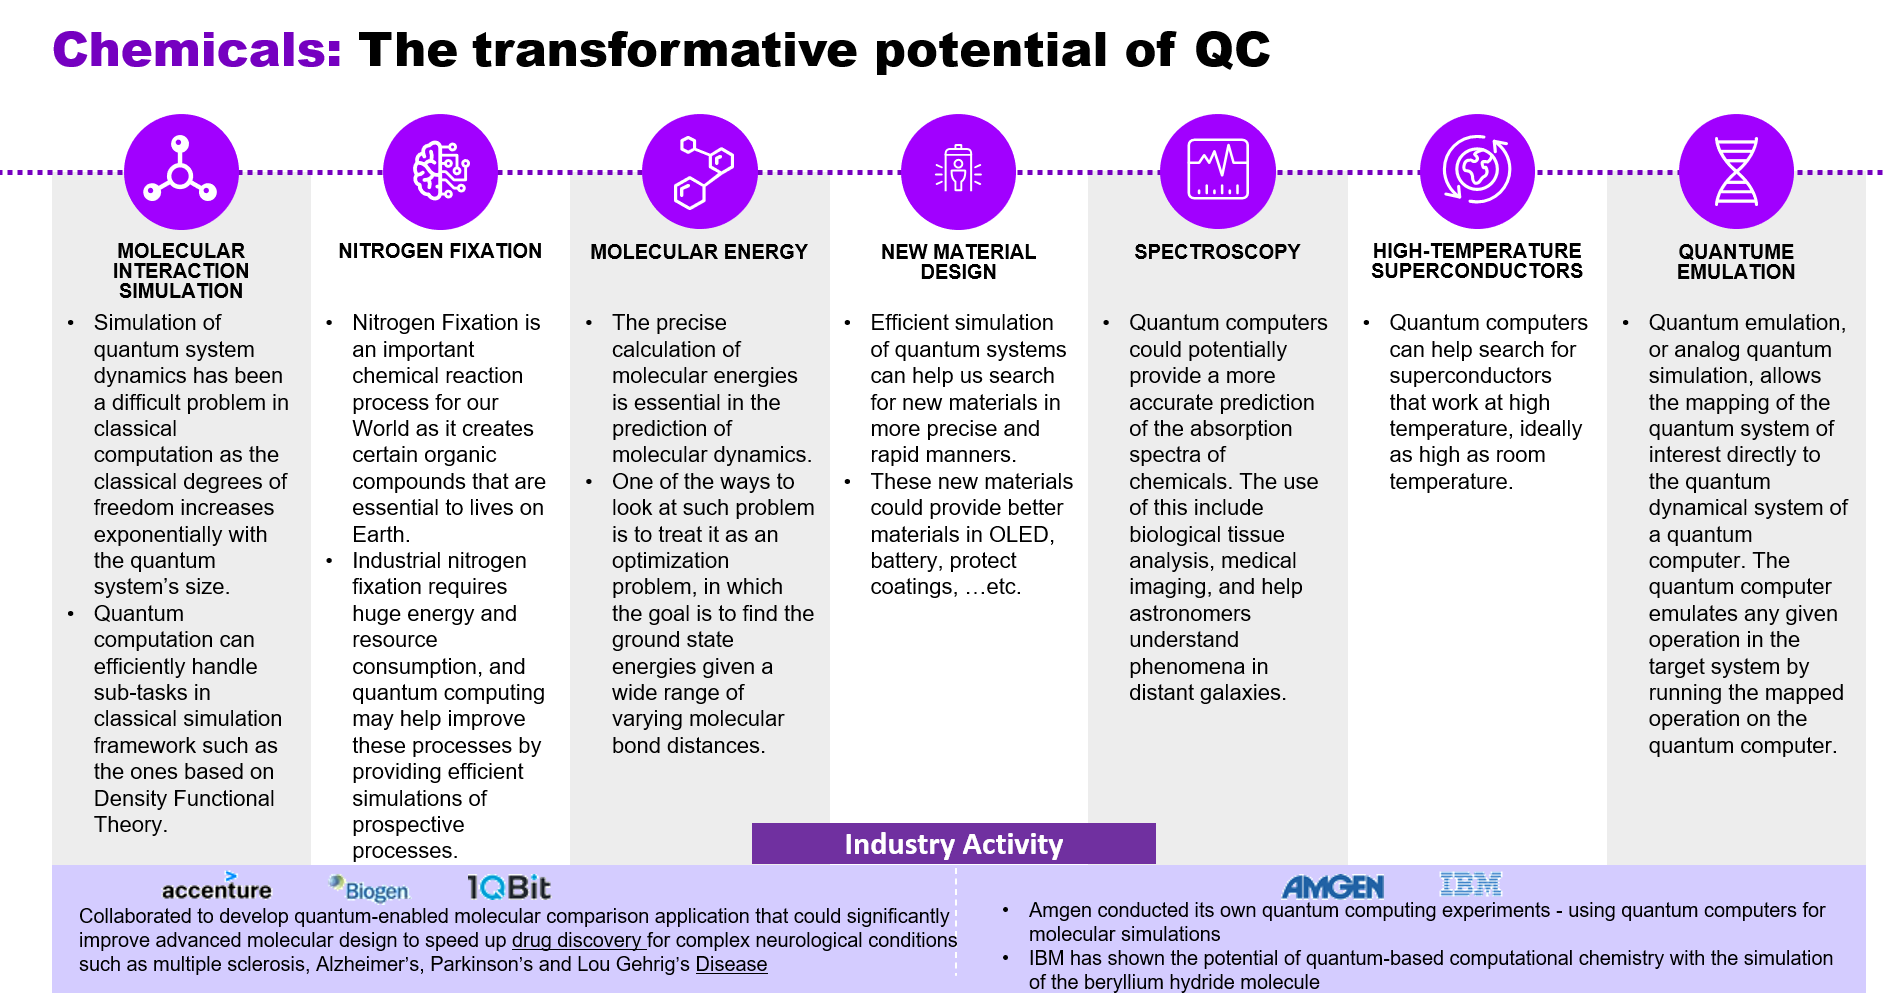 Chemicals: The transformative potential of QC
MOLECULAR
INTERACTION
SIMULATION
• Simulation of
quantum system
dynamics has been
a difficult problem in
classical
computation as the
classical degrees of
freedom increases
exponentially with
the quantum
system’s size.
• Quantum
computation can
efficiently handle
sub-tasks in
classical simulation
framework such as
the ones based on
Density Functional
Theory.
NITROGEN FIXATION
• Nitrogen Fixation is
an important
chemical reaction
process for our
World as it creates
certain organic
compounds that are
essential to lives on
Earth.
• Industrial nitrogen
fixation requires
huge energy and
resource
consumption, and
quantum computing
may help improve
these processes by
providing efficient
simulations of
prospective
processes.
MOLECULAR ENERGY
• The precise
calculation of
molecular energies
is essential in the
prediction of
molecular dynamics.
• One of the ways to
look at such problem
is to treat it as an
optimization
problem, in which
the goal is to find the
ground state
energies given a
wide range of
varying molecular
bond distances.
NEW MATERIAL
DESIGN
• Efficient simulation
of quantum systems
can help us search
for new materials in
more precise and
rapid manners.
• These new materials
could provide better
materials in OLED,
battery, protect
coatings, …etc.
SPECTROSCOPY
• Quantum computers
could potentially
provide a more
accurate prediction
of the absorption
spectra of
chemicals. The use
of this include
biological tissue
analysis, medical
imaging, and help
astronomers
understand
phenomena in
distant galaxies.
HIGH-TEMPERATURE
SUPERCONDUCTORS
• Quantum computers
can help search for
superconductors
that work at high
temperature, ideally
as high as room
temperature.
QUANTUME
EMULATION
• Quantum emulation,
or analog quantum
simulation, allows
the mapping of the
quantum system of
interest directly to
the quantum
dynamical system of
a quantum
computer. The
quantum computer
emulates any given
operation in the
target system by
running the mapped
operation on the
quantum computer.
Industry Activity
accenture Biogen 1QBit
Collaborated to develop quantum-enabled molecular comparison application that could significantly
improve advanced molecular design to speed up drug discovery for complex neurological conditions
such as multiple sclerosis, Alzheimer’s, Parkinson’s and Lou Gehrig’s Disease
AMGEN IBM
• Amgen conducted its own quantum computing experiments - using quantum computers for
molecular simulations
• IBM has shown the potential of quantum-based computational chemistry with the simulation
of the beryllium hydride molecule